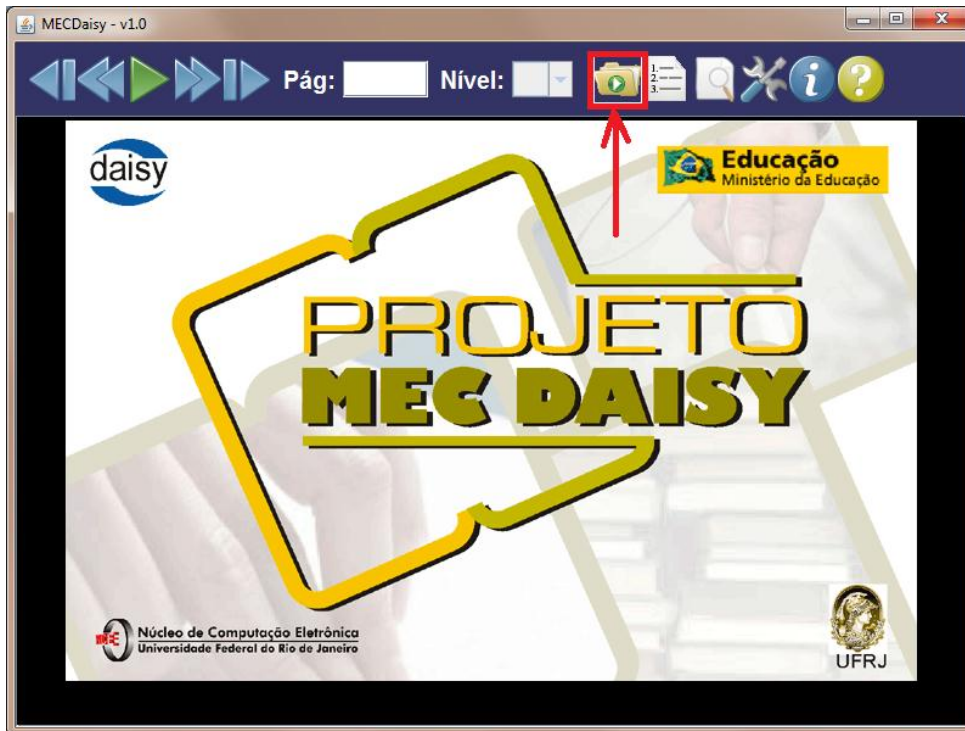 MECDaisy - v1.0
Pág: Nível:
1.
2.
3.
i ?
daisy
Educação
Ministério da Educação
PROJETO
MEC DAISY
NCE
Núcleo de Computação Eletrônica
Universidade Federal do Rio de Janeiro
UFRJ